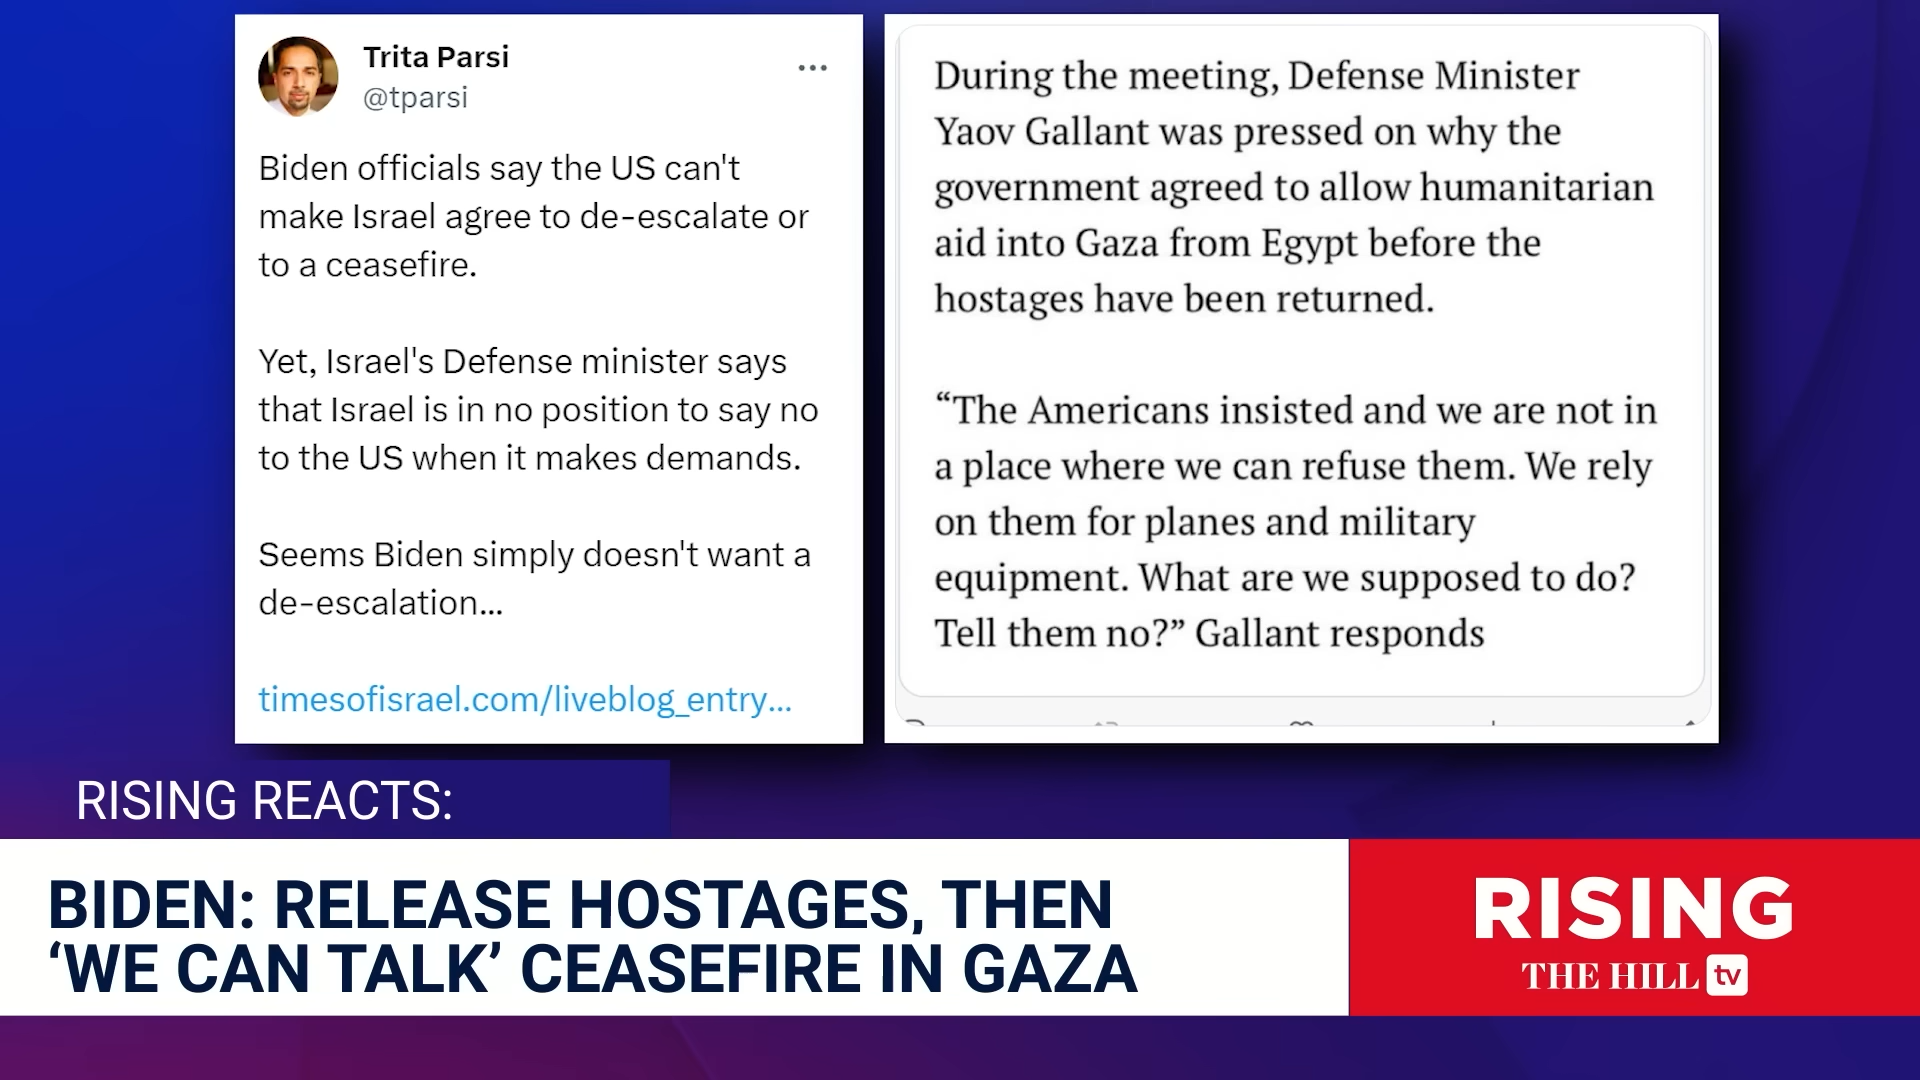 Trita Parsi
@tparsi
Biden officials say the US can't
make Israel agree to de-escalate or
to a ceasefire.
Yet, Israel's Defense minister says
that Israel is in no position to say no
to the US when it makes demands.
Seems Biden simply doesn't want a
de-escalation...
timesofisrael.com/liveblog_entry...
During the meeting, Defense Minister
Yaov Gallant was pressed on why the
government agreed to allow humanitarian
aid into Gaza from Egypt before the
hostages have been returned.
“The Americans insisted and we are not in
a place where we can refuse them. We rely
on them for planes and military
equipment. What are we supposed to do?
Tell them no?” Gallant responds
RISING REACTS:
BIDEN: RELEASE HOSTAGES, THEN
‘WE CAN TALK’ CEASEFIRE IN GAZA
RISING
THE HILL tv